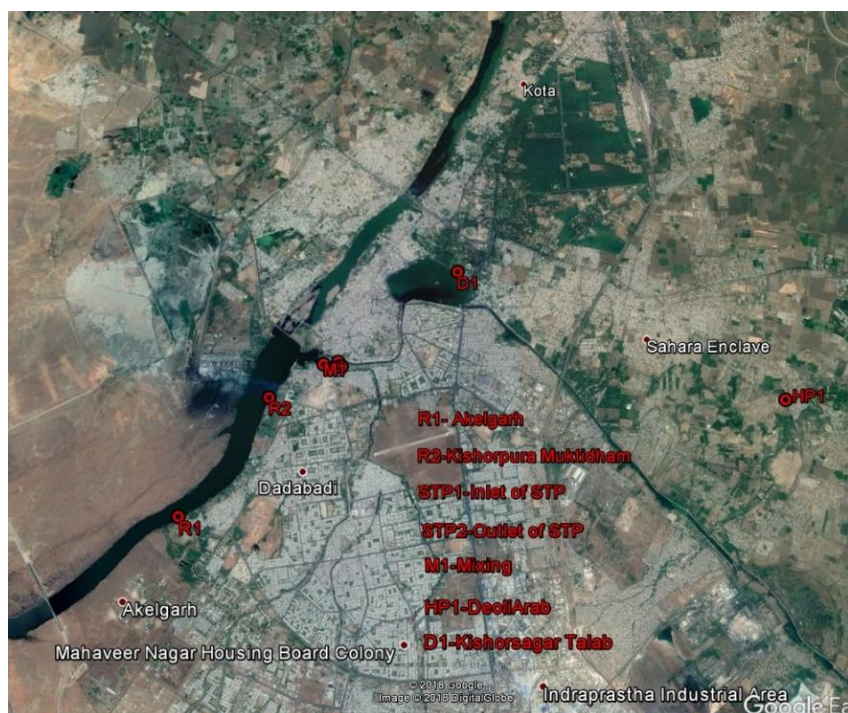 Kota
D1
Sahara Enclave
M1
HP1
R2
R1- Akelgarh
R2-Kishorpura Muktidham
Dadabadi
STP1-Inlet of STP
R1
STP2-Outlet of STP
M1-Mixing
Akelgarh
HP1-DeoliArab
Mahaveer Nagar Housing Board Colony
D1-Kishorsagar Talab
© 2018 Google
Image © 2018 DigitalGlobe
Indraprastha Industrial Area
Google Ea